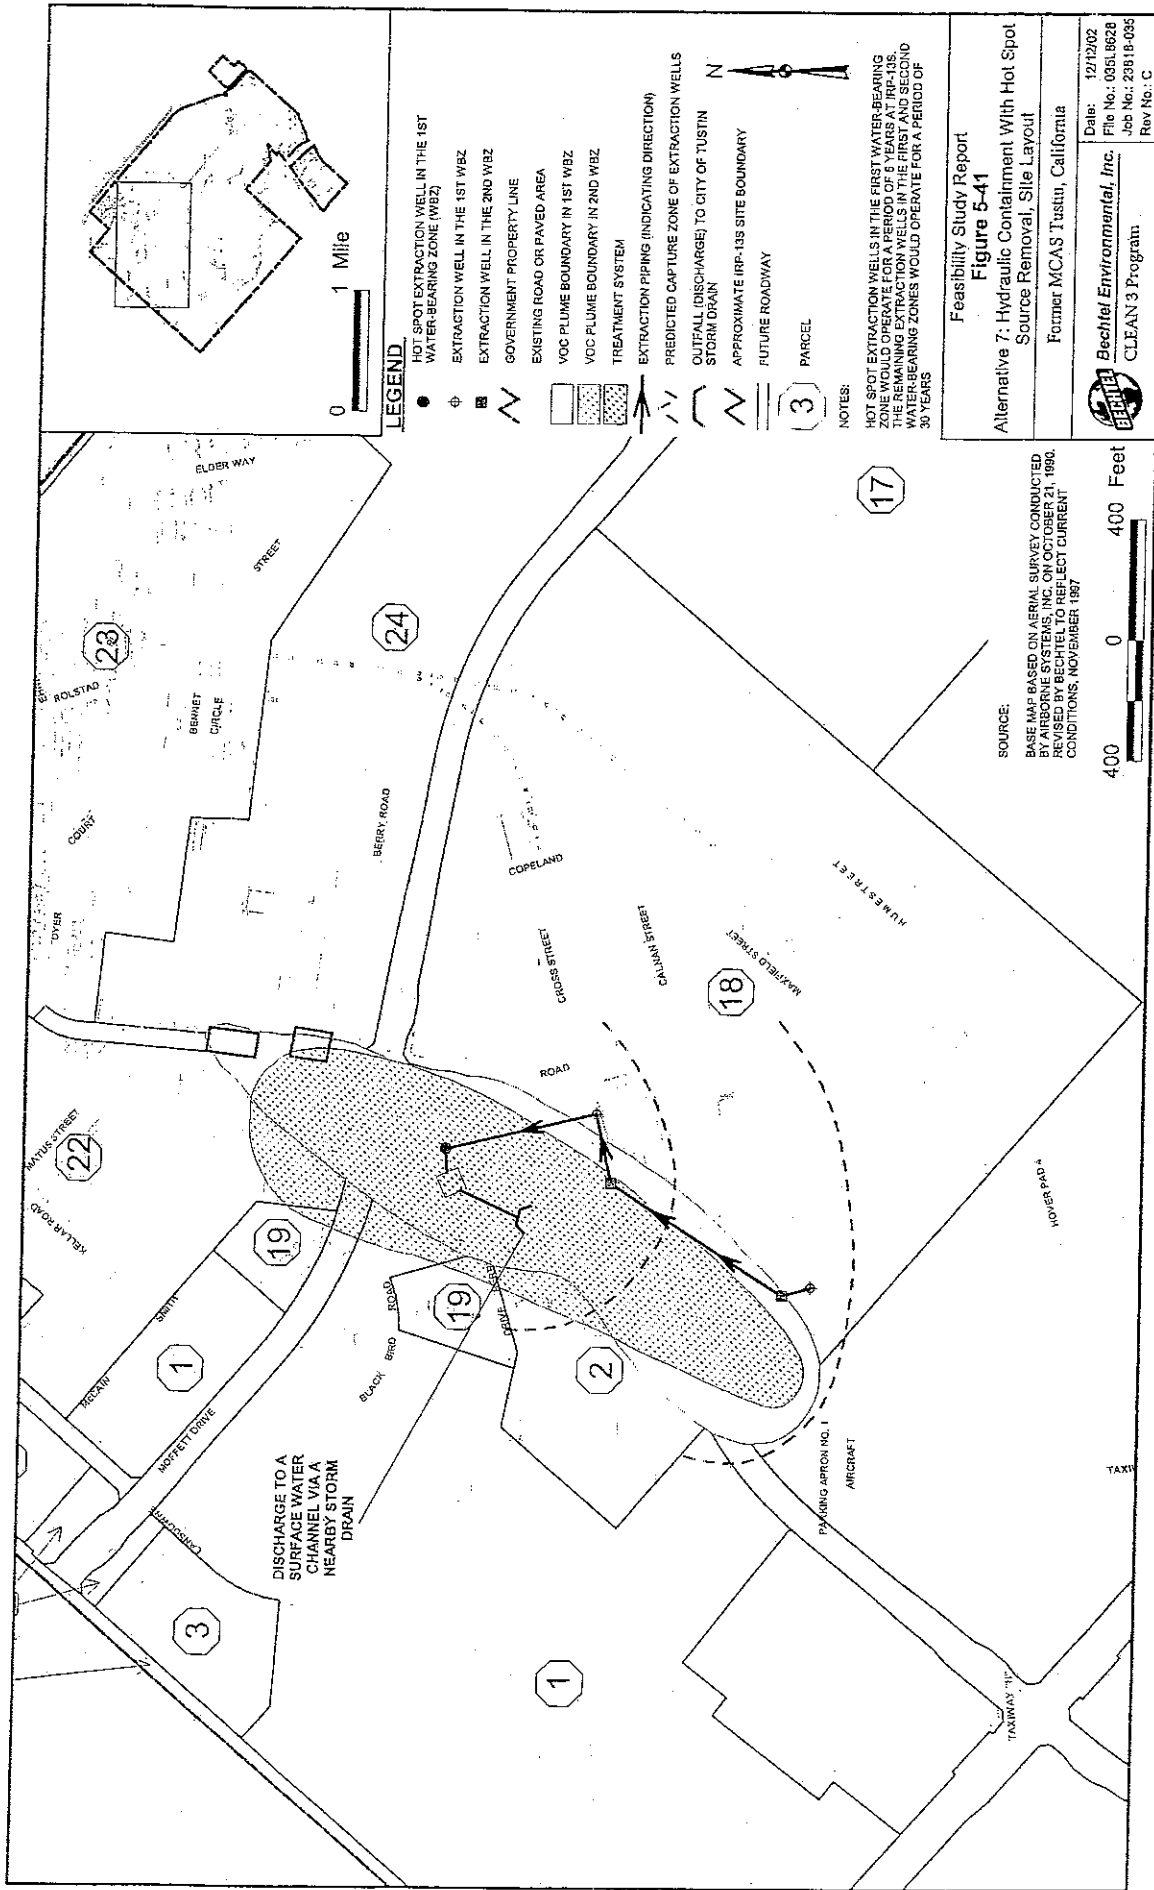 ELDER WAY
STREET
23
ROLSTAD
BENNET
CIRCLE
COURT
DYER
24
BERRY ROAD
COPELAND
CROSS STREET
CALNAN STREET
MAXFIELD STREET
HUME STREET
18
ROAD
17
MATUS STREET
22
KELLAR ROAD
19
SMITH
MCCAIN
1
MOFFETT DRIVE
LANSDOWNE
3
BLACK BIRD ROAD
19
DRIVE
2
HOVER PAD 4
PARKING APRON NO. 1
AIRCRAFT
1
TAXIWAY
TAXI
DISCHARGE TO A
SURFACE WATER
CHANNEL VIA A
NEARBY STORM
DRAIN
SOURCE:
BASE MAP BASED ON AERIAL SURVEY CONDUCTED
BY AIRBORNE SYSTEMS, INC. ON OCTOBER 21, 1990.
REVISED BY BECHTEL TO REFLECT CURRENT
CONDITIONS, NOVEMBER 1997
400 0 400 Feet
0 1 Mile
LEGEND
HOT SPOT EXTRACTION WELL IN THE 1ST
WATER-BEARING ZONE (WBZ)
EXTRACTION WELL IN THE 1ST WBZ
EXTRACTION WELL IN THE 2ND WBZ
GOVERNMENT PROPERTY LINE
EXISTING ROAD OR PAVED AREA
VOC PLUME BOUNDARY IN 1ST WBZ
VOC PLUME BOUNDARY IN 2ND WBZ
TREATMENT SYSTEM
EXTRACTION PIPING (INDICATING DIRECTION)
PREDICTED CAPTURE ZONE OF EXTRACTION WELLS
OUTFALL (DISCHARGE) TO CITY OF TUSTIN
STORM DRAIN
APPROXIMATE IRP-13S SITE BOUNDARY
FUTURE ROADWAY
3 PARCEL
N
NOTES:
HOT SPOT EXTRACTION WELLS IN THE FIRST WATER-BEARING
ZONE WOULD OPERATE FOR A PERIOD OF 5 YEARS AT IRP-13S.
THE REMAINING EXTRACTION WELLS IN THE FIRST AND SECOND
WATER-BEARING ZONES WOULD OPERATE FOR A PERIOD OF
30 YEARS
Feasibility Study Report
Figure 5-41
Alternative 7: Hydraulic Containment With Hot Spot
Source Removal, Site Layout
Former MCAS Tustin, California
BECHTEL
Bechtel Environmental, Inc.
CLEAN 3 Program
Date: 12/12/02
File No.: 035L8628
Job No.: 23818-035
Rev No.: C